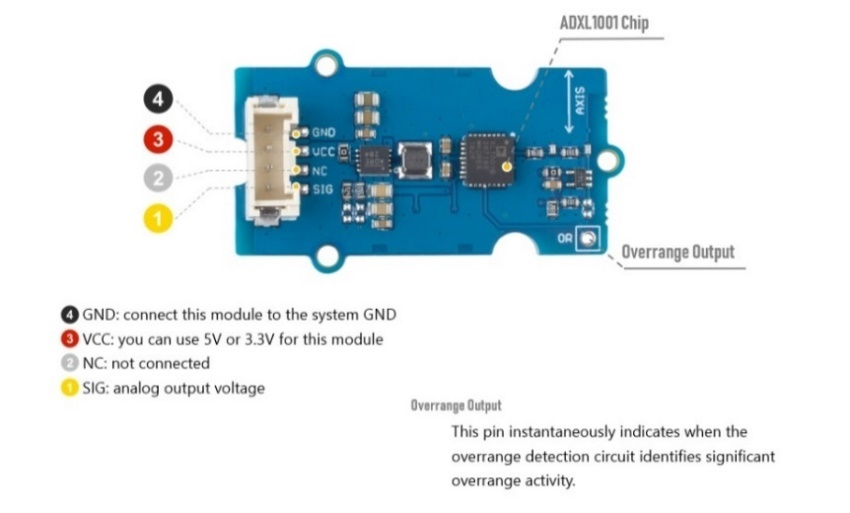 ADXL1001 Chip
AXIS
4
3
2
1
GND
VCC
NC
SIG
OR
Overrange Output
4 GND: connect this module to the system GND
3 VCC: you can use 5V or 3.3V for this module
2 NC: not connected
1 SIG: analog output voltage
Overrange Output
This pin instantaneously indicates when the
overrange detection circuit identifies significant
overrange activity.